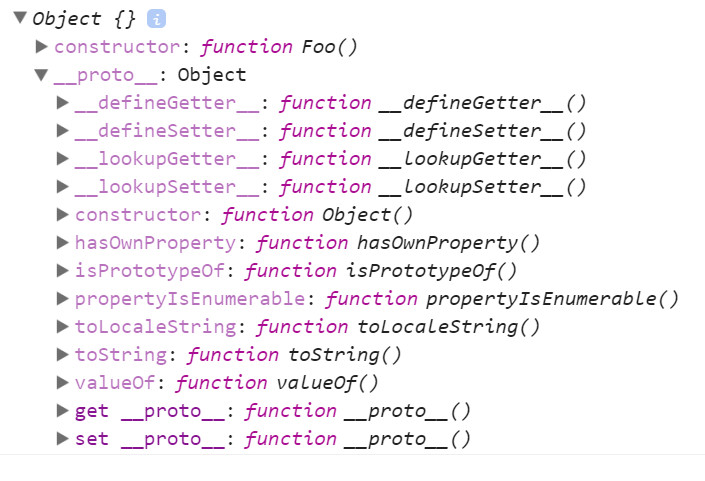 Object {} i
constructor: function Foo()
__proto__: Object
__defineGetter__: function __defineGetter__()
__defineSetter__: function __defineSetter__()
__lookupGetter__: function __lookupGetter__()
__lookupSetter__: function __lookupSetter__()
constructor: function Object()
hasOwnProperty: function hasOwnProperty()
isPrototypeOf: function isPrototypeOf()
propertyIsEnumerable: function propertyIsEnumerable()
toLocaleString: function toLocaleString()
toString: function toString()
valueOf: function valueOf()
get __proto__: function __proto__()
set __proto__: function __proto__()